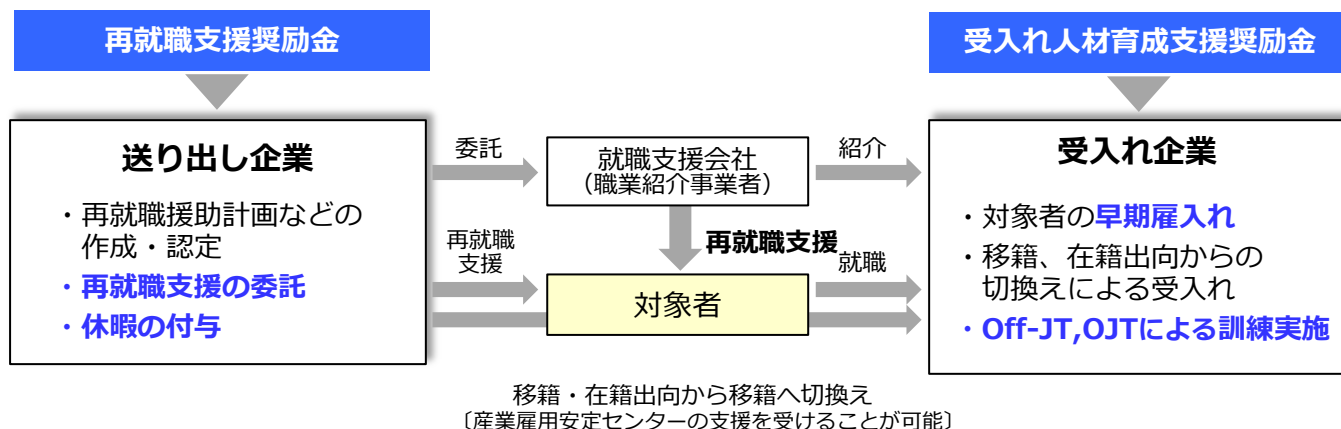 再就職支援奨励金
受入れ人材育成支援奨励金
送り出し企業
・再就職援助計画などの
作成・認定
・再就職支援の委託
・休暇の付与
委託
再就職
支援
就職支援会社
（職業紹介事業者）
再就職支援
対象者
紹介
就職
受入れ企業
・対象者の早期雇入れ
・移籍、在籍出向からの
切換えによる受入れ
・Off-JT,OJTによる訓練実施
移籍・在籍出向から移籍へ切換え
〔産業雇用安定センターの支援を受けることが可能〕